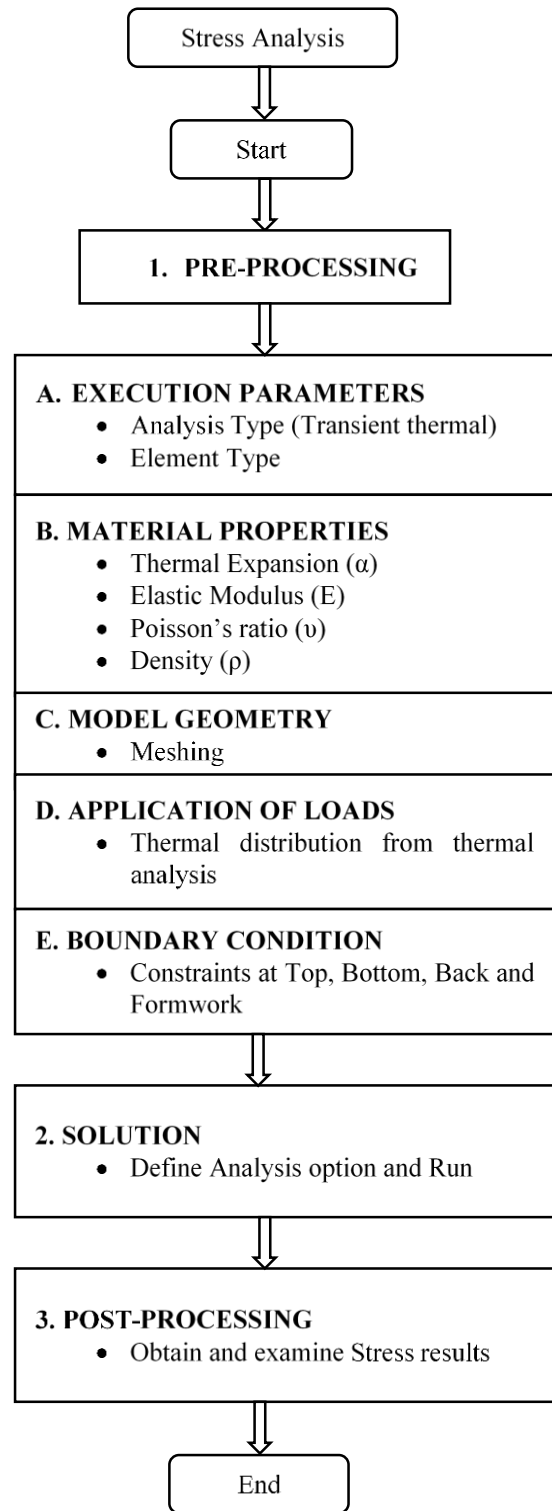 Stress Analysis
Start
1. PRE-PROCESSING
A. EXECUTION PARAMETERS
• Analysis Type (Transient thermal)
• Element Type
B. MATERIAL PROPERTIES
• Thermal Expansion (α)
• Elastic Modulus (E)
• Poisson’s ratio (υ)
• Density (ρ)
C. MODEL GEOMETRY
• Meshing
D. APPLICATION OF LOADS
• Thermal distribution from thermal
analysis
E. BOUNDARY CONDITION
• Constraints at Top, Bottom, Back and
Formwork
2. SOLUTION
• Define Analysis option and Run
3. POST-PROCESSING
• Obtain and examine Stress results
End